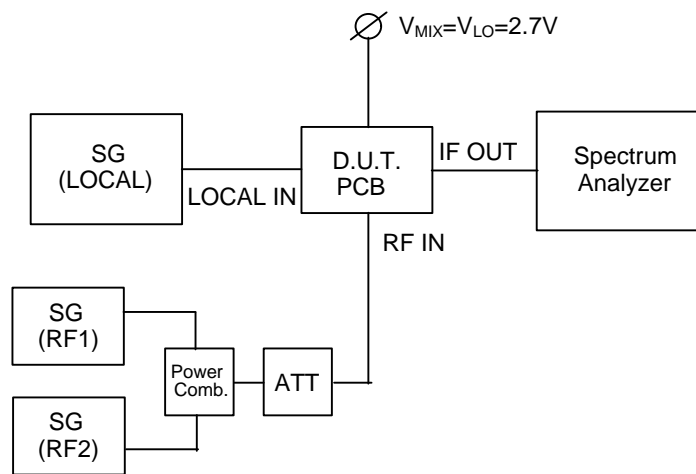 V_MIX=V_LO=2.7V
SG
(LOCAL)
LOCAL IN
D.U.T.
PCB
IF OUT
Spectrum
Analyzer
RF IN
SG
(RF1)
Power
Comb.
ATT
SG
(RF2)